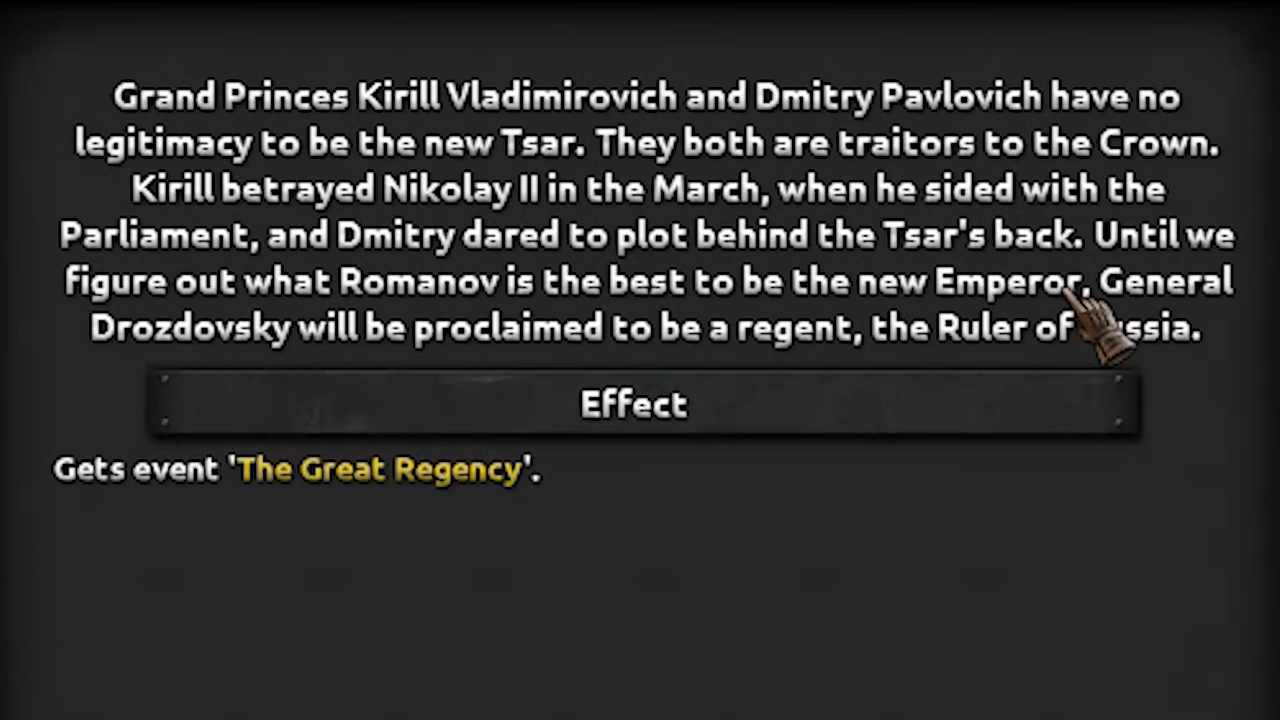 Grand Princes Kirill Vladimirovich and Dmitry Pavlovich have no
legitimacy to be the new Tsar. They both are traitors to the Crown.
Kirill betrayed Nikolay II in the March, when he sided with the
Parliament, and Dmitry dared to plot behind the Tsar's back. Until we
figure out what Romanov is the best to be the new Emperor, General
Drozdovsky will be proclaimed to be a regent, the Ruler of Russia.
Effect
Gets event 'The Great Regency'.